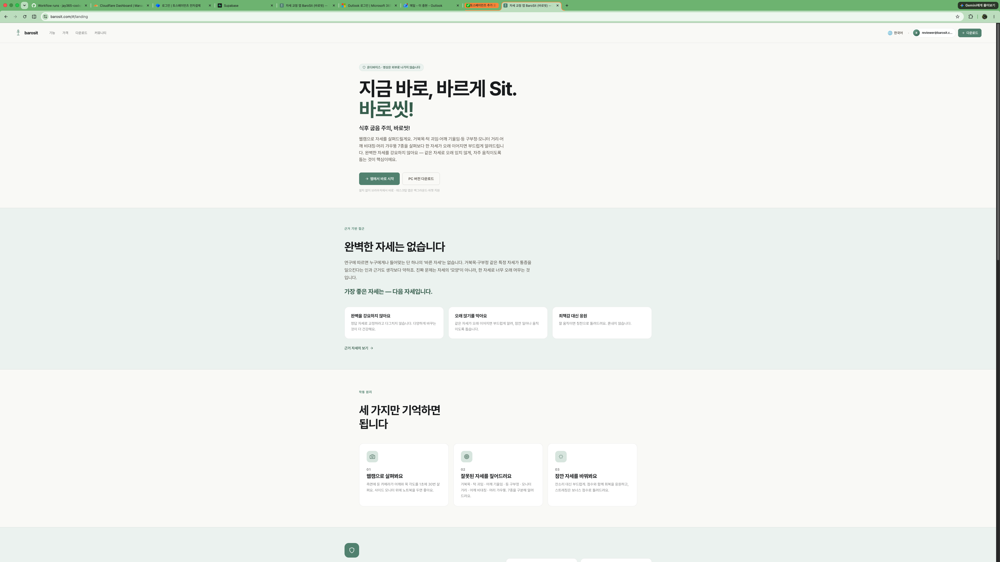 Workflow runs · jay365-code
Cloudflare Dashboard | Mana
로그인 | 토스페이먼츠 전자결제
Supabase
자세 교정 앱 BaroSit (바로씻) —
Outlook 로그인 | Microsoft 365
메일 - 이 종현 - Outlook
✅토스페이먼츠 추가 요
자세 교정 앱 BaroSit (바로씻) —
Gemini에게 물어보기
barosit.com/#/landing
barosit
기능
가격
다운로드
커뮤니티
한국어
R
reviewer@barosit.c...
→ 다운로드
온디바이스 · 영상은 외부로 나가지 않습니다
지금 바로, 바르게 Sit.
바로씻!
식후 굽음 주의, 바로씻!
웹캠으로 자세를 살펴드릴게요. 거북목·턱 괴임·어깨 기울임·등 구부정·모니터 거리·어
깨 비대칭·머리 갸우뚱 7종을 살펴보다 한 자세가 오래 이어지면 부드럽게 알려드립니
다. 완벽한 자세를 강요하지 않아요 — 같은 자세로 오래 있지 않게, 자주 움직이도록
돕는 것이 핵심이에요.
→ 웹에서 바로 시작
PC 버전 다운로드
설치 없이 브라우저에서 바로 · 데스크탑 앱은 백그라운드·위젯 지원
근거 기반 접근
완벽한 자세는 없습니다
연구에 따르면 누구에게나 들어맞는 단 하나의 ‘바른 자세’는 없습니다. 거북목·구부정 같은 특정 자세가 통증을
일으킨다는 인과 근거도 생각보다 약하죠. 진짜 문제는 자세의 ‘모양’이 아니라, 한 자세로 너무 오래 머무는 것
입니다.
가장 좋은 자세는 — 다음 자세입니다.
완벽을 강요하지 않아요
정답 자세로 교정하라고 다그치지 않습니다. 다양하게 바꾸는
것이 더 건강해요.
오래 앉기를 막아요
같은 자세가 오래 이어지면 부드럽게 알려, 잠깐 일어나 움직
이도록 돕습니다.
죄책감 대신 응원
잘 움직이면 칭찬으로 돌려드려요. 혼내지 않습니다.
근거 자세히 보기 →
작동 원리
세 가지만 기억하면
됩니다
01
웹캠으로 살펴봐요
측면에 둔 카메라가 어깨와 목 각도를 1초에 30번 살
펴요. 사이드 모니터 위에 노트북을 두면 좋아요.
02
잘못된 자세를 짚어드려요
거북목 · 턱 괴임 · 어깨 기울임 · 등 구부정 · 모니터
거리 · 어깨 비대칭 · 머리 갸우뚱. 7종을 구분해 알려
드려요.
03
잠깐 자세를 바꿔봐요
잔소리 대신 부드럽게. 점수와 함께 회복을 응원하고,
스트레칭은 보너스 점수로 돌려드려요.